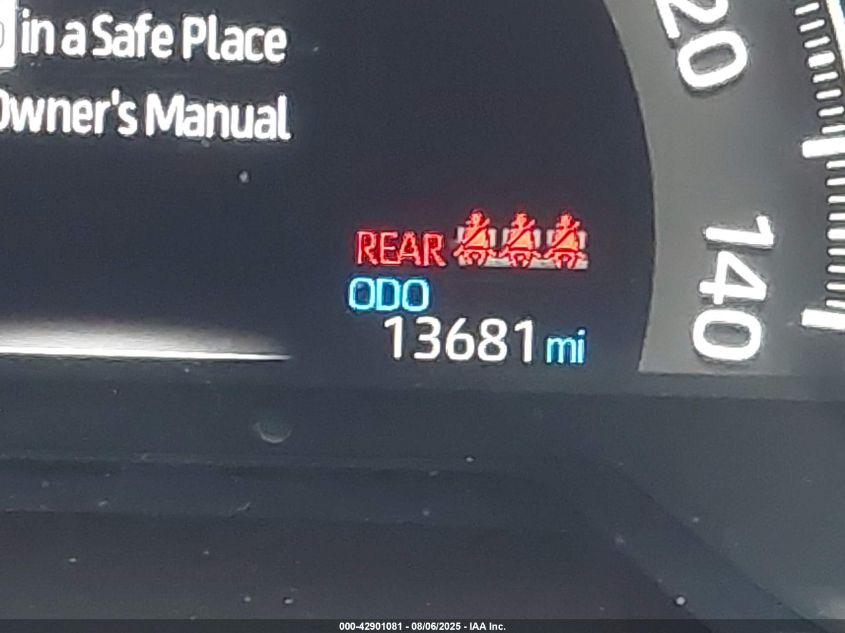 in a Safe Place
Owner's Manual
20
REAR
ODO
13681 mi
140
000-42901081 - 08/06/2025 - IAA Inc.